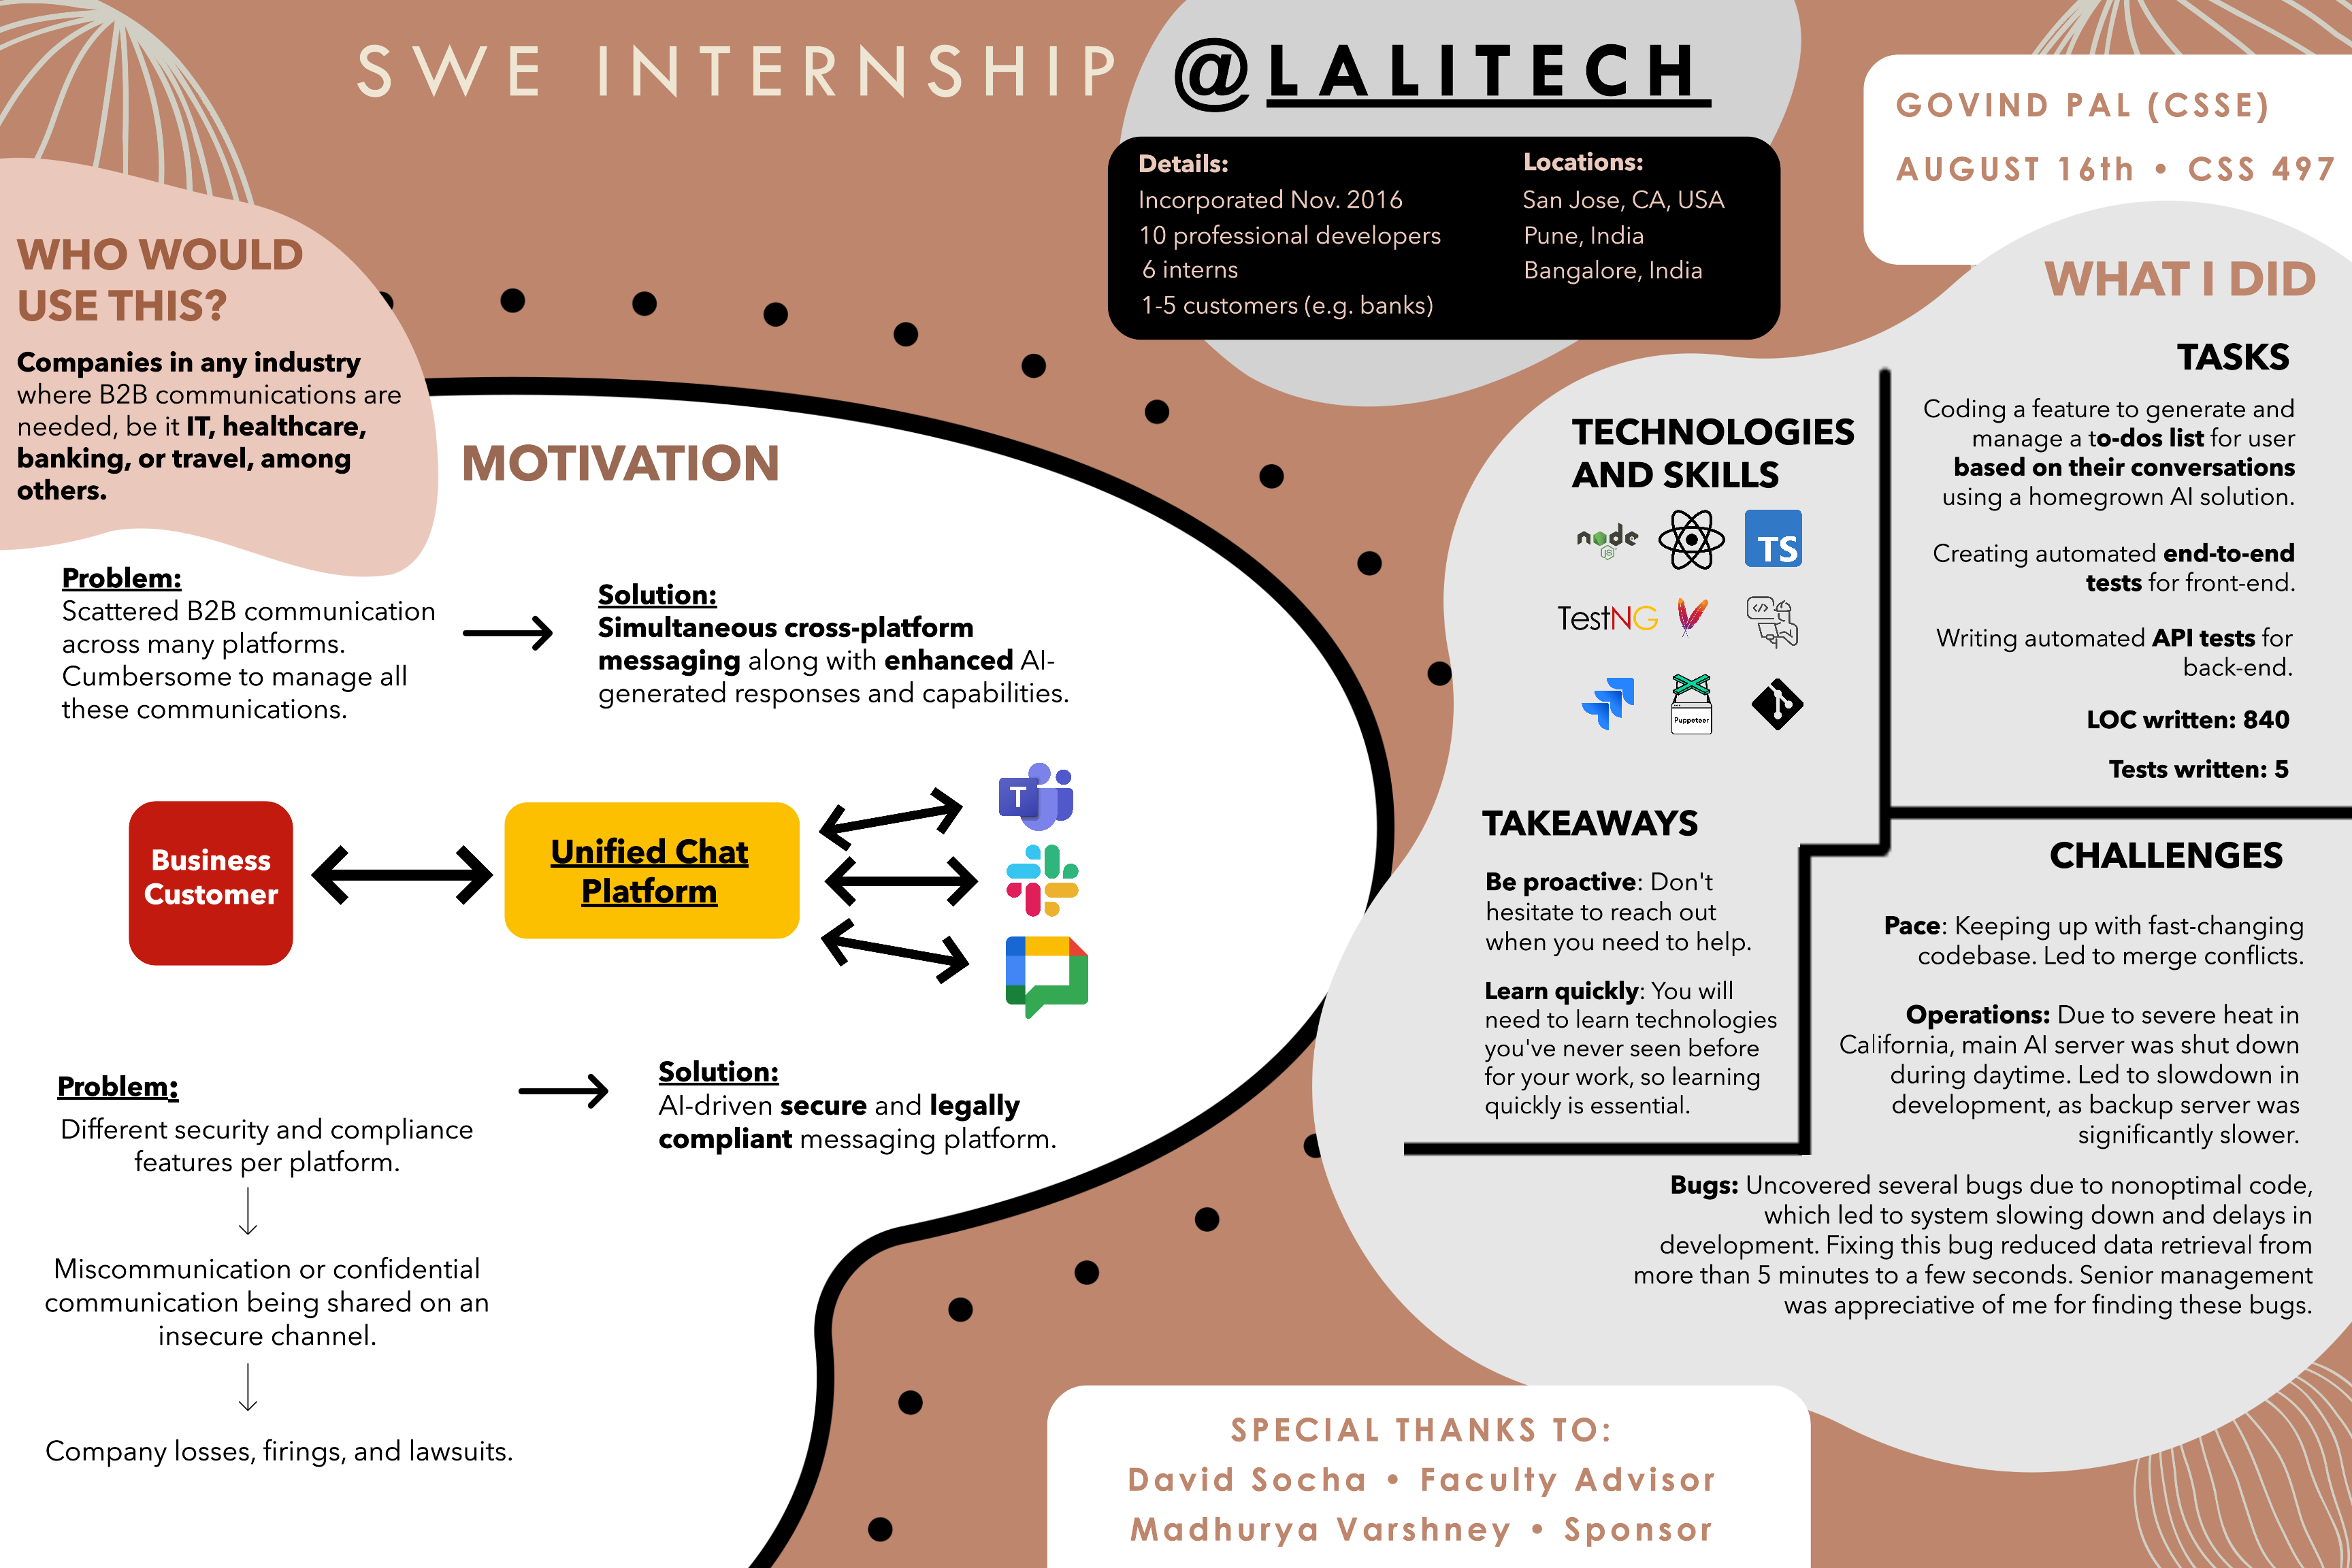 SWE INTERNSHIP @LALITECH
GOVIND PAL (CSSE)
AUGUST 16th • CSS 497
Details:
Incorporated Nov. 2016
10 professional developers
6 interns
1-5 customers (e.g. banks)
Locations:
San Jose, CA, USA
Pune, India
Bangalore, India
WHO WOULD
USE THIS?
Companies in any industry
where B2B communications are
needed, be it IT, healthcare,
banking, or travel, among
others.
MOTIVATION
Problem:
Scattered B2B communication
across many platforms.
Cumbersome to manage all
these communications.
Solution:
Simultaneous cross-platform
messaging along with enhanced AI-
generated responses and capabilities.
Business
Customer
Unified Chat
Platform
T
Problem:
Different security and compliance
features per platform.
Miscommunication or confidential
communication being shared on an
insecure channel.
Company losses, firings, and lawsuits.
Solution:
AI-driven secure and legally
compliant messaging platform.
WHAT I DID
TECHNOLOGIES
AND SKILLS
node
JS
TS
TestNG
</>
Puppeteer
TASKS
Coding a feature to generate and
manage a to-dos list for user
based on their conversations
using a homegrown AI solution.
Creating automated end-to-end
tests for front-end.
Writing automated API tests for
back-end.
LOC written: 840
Tests written: 5
TAKEAWAYS
Be proactive: Don't
hesitate to reach out
when you need to help.
Learn quickly: You will
need to learn technologies
you've never seen before
for your work, so learning
quickly is essential.
CHALLENGES
Pace: Keeping up with fast-changing
codebase. Led to merge conflicts.
Operations: Due to severe heat in
California, main AI server was shut down
during daytime. Led to slowdown in
development, as backup server was
significantly slower.
Bugs: Uncovered several bugs due to nonoptimal code,
which led to system slowing down and delays in
development. Fixing this bug reduced data retrieval from
more than 5 minutes to a few seconds. Senior management
was appreciative of me for finding these bugs.
SPECIAL THANKS TO:
David Socha • Faculty Advisor
Madhurya Varshney • Sponsor